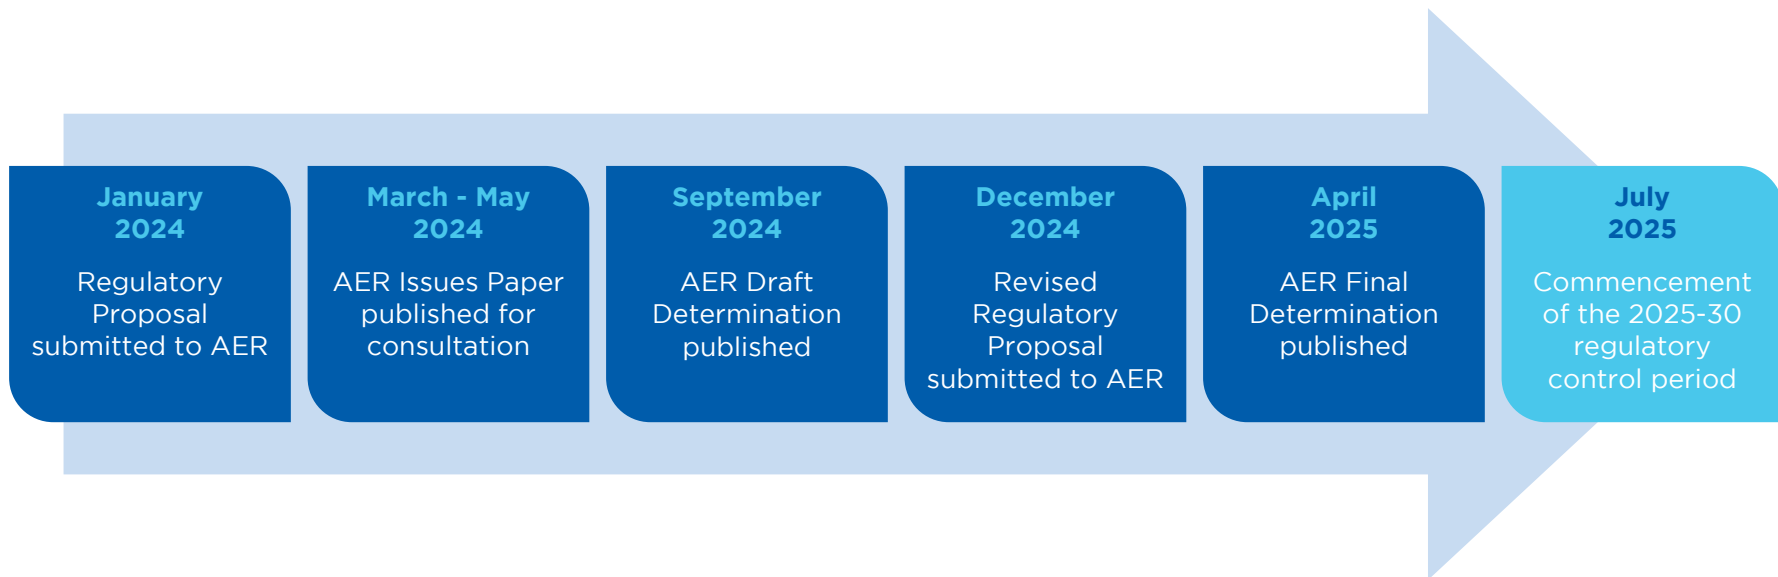 January
2024
Regulatory
Proposal
submitted to AER
March - May
2024
AER Issues Paper
published for
consultation
September
2024
AER Draft
Determination
published
December
2024
Revised
Regulatory
Proposal
submitted to AER
April
2025
AER Final
Determination
published
July
2025
Commencement
of the 2025-30
regulatory
control period